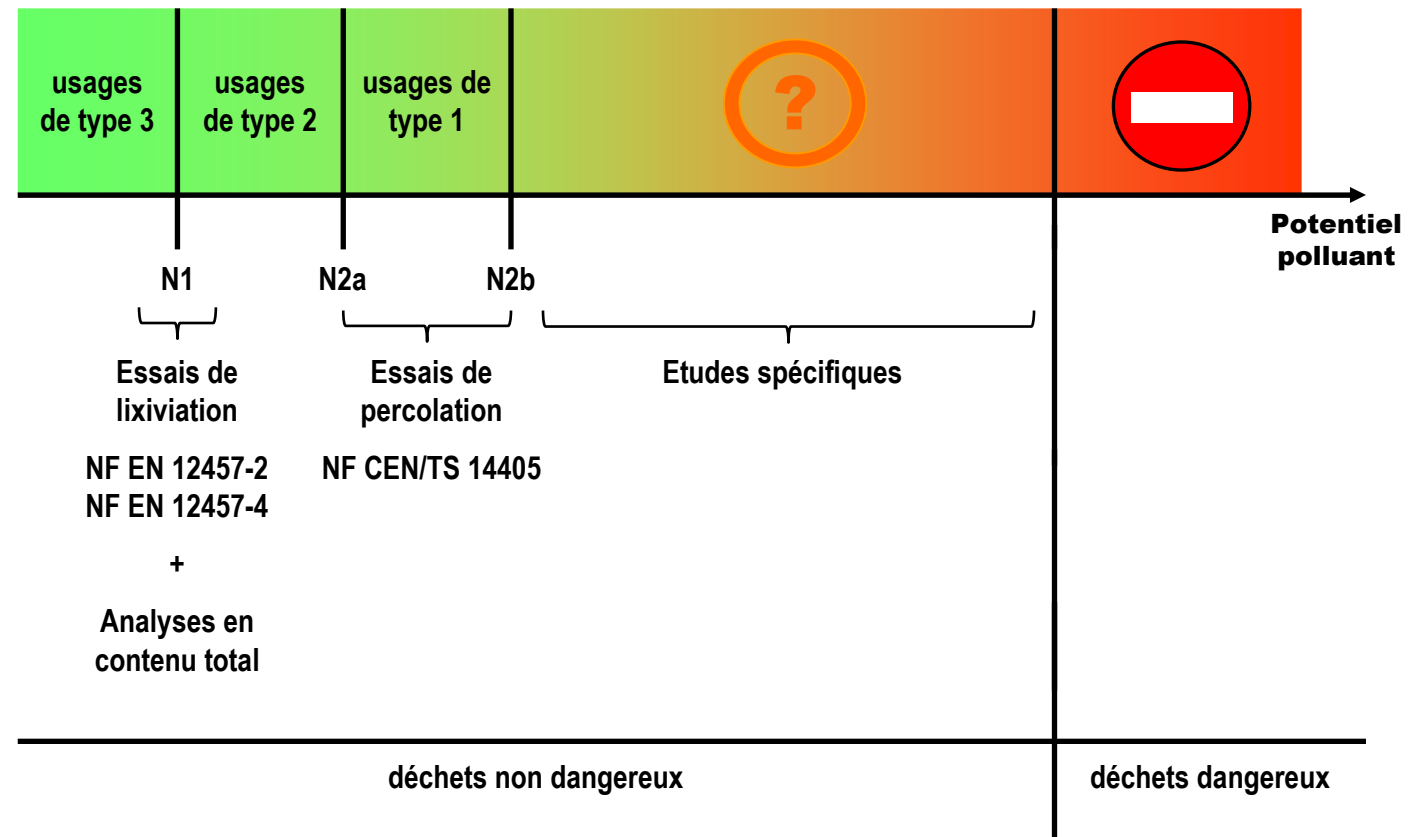 usages
de type 3
usages
de type 2
usages de
type 1
?
Potentiel
polluant
N1
N2a
N2b
Essais de
lixiviation
Essais de
percolation
Etudes spécifiques
NF EN 12457-2
NF EN 12457-4
NF CEN/TS 14405
+
Analyses en
contenu total
déchets non dangereux
déchets dangereux